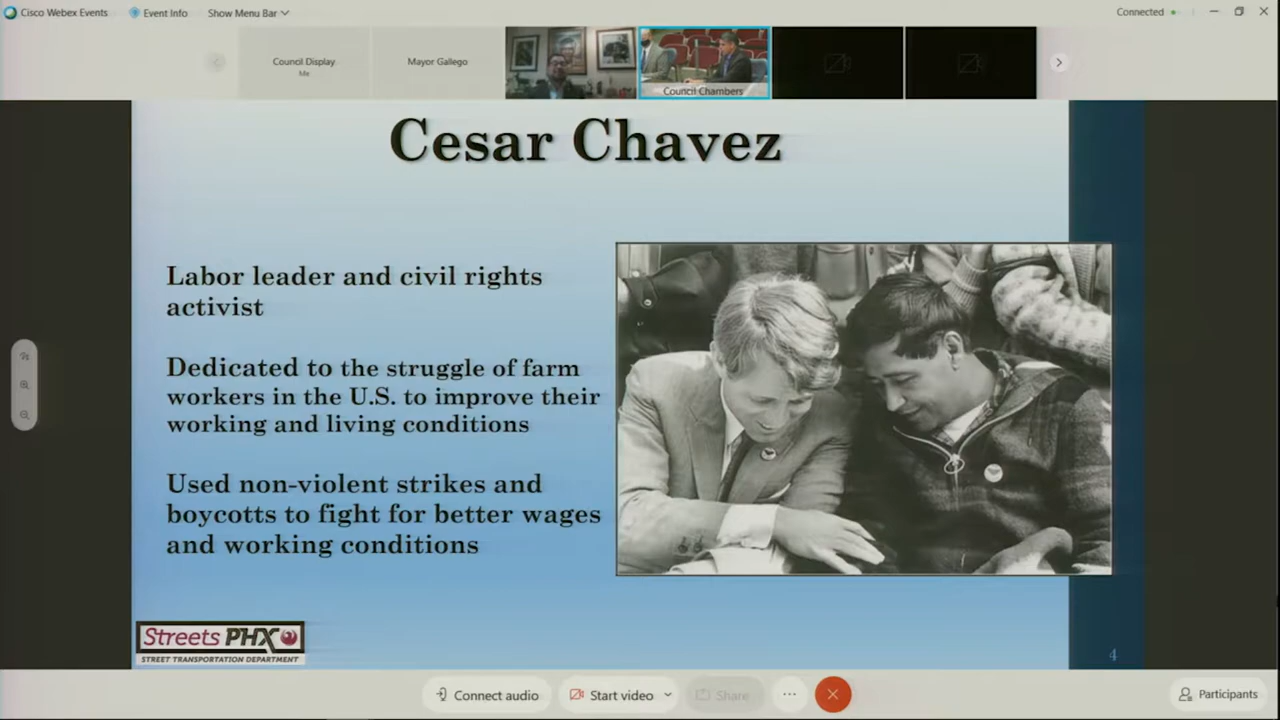 Cisco Webex Events
Event Info
Show Menu Bar
Connected
Council Display
Me
Mayor Gallego
Council Chambers
Cesar Chavez
Labor leader and civil rights
activist
Dedicated to the struggle of farm
workers in the U.S. to improve their
working and living conditions
Used non-violent strikes and
boycotts to fight for better wages
and working conditions
Streets PHX
STREET TRANSPORTATION DEPARTMENT
4
Connect audio
Start video
Share
Participants